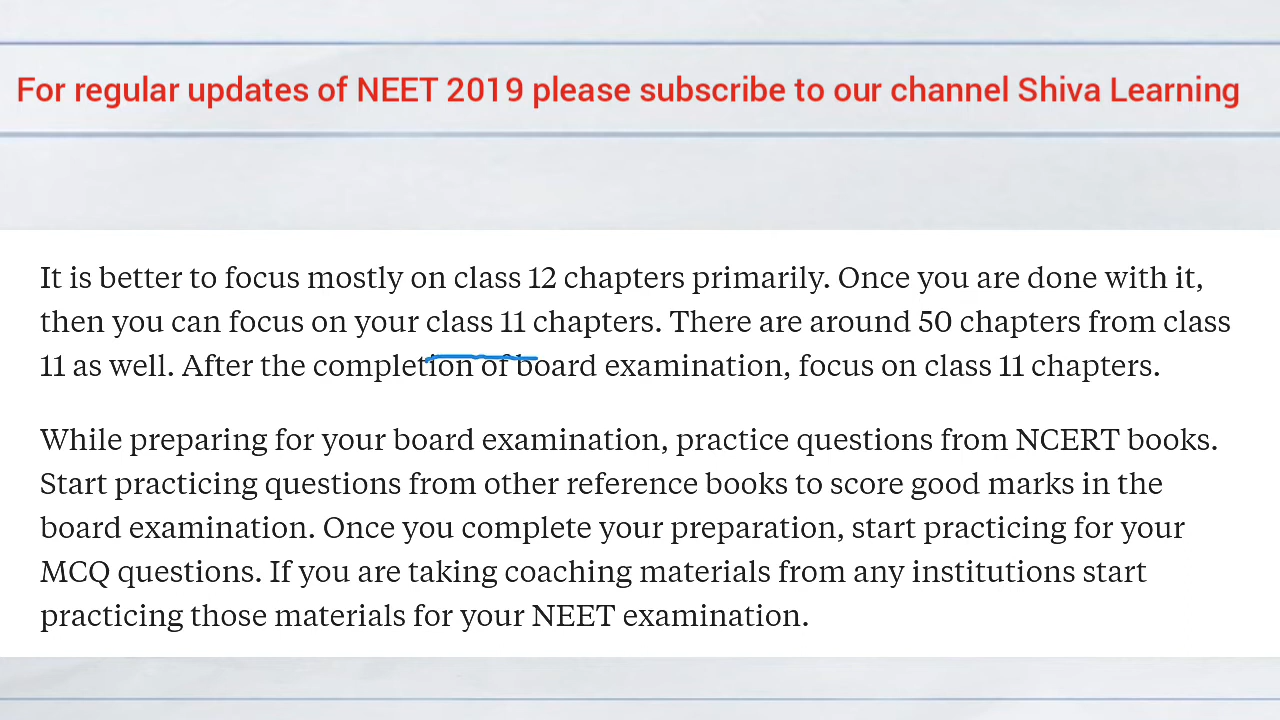 For regular updates of NEET 2019 please subscribe to our channel Shiva Learning
It is better to focus mostly on class 12 chapters primarily. Once you are done with it,
then you can focus on your class 11 chapters. There are around 50 chapters from class
11 as well. After the completion of board examination, focus on class 11 chapters.
While preparing for your board examination, practice questions from NCERT books.
Start practicing questions from other reference books to score good marks in the
board examination. Once you complete your preparation, start practicing for your
MCQ questions. If you are taking coaching materials from any institutions start
practicing those materials for your NEET examination.